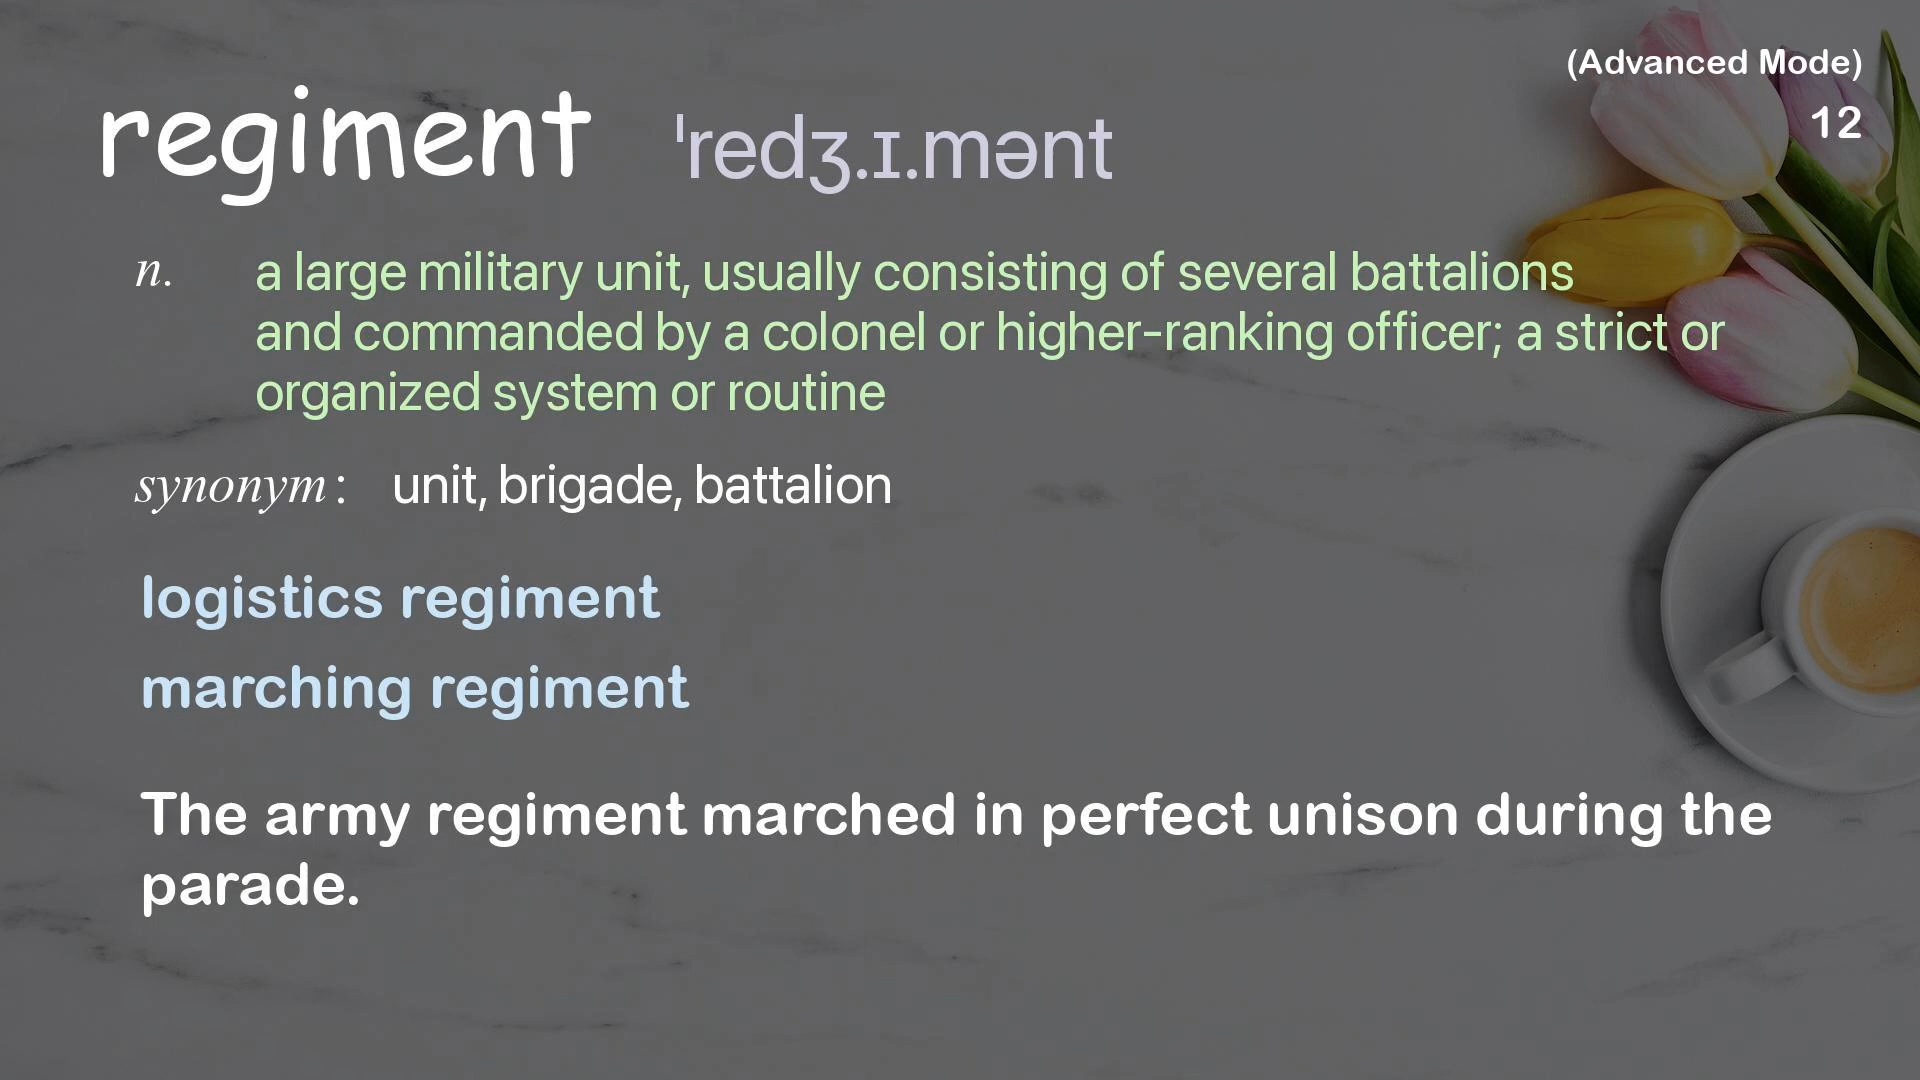 (Advanced Mode)
12
regiment ˈredʒ.ɪ.mənt
n. a large military unit, usually consisting of several battalions
and commanded by a colonel or higher-ranking officer; a strict or
organized system or routine
synonym: unit, brigade, battalion
logistics regiment
marching regiment
The army regiment marched in perfect unison during the
parade.